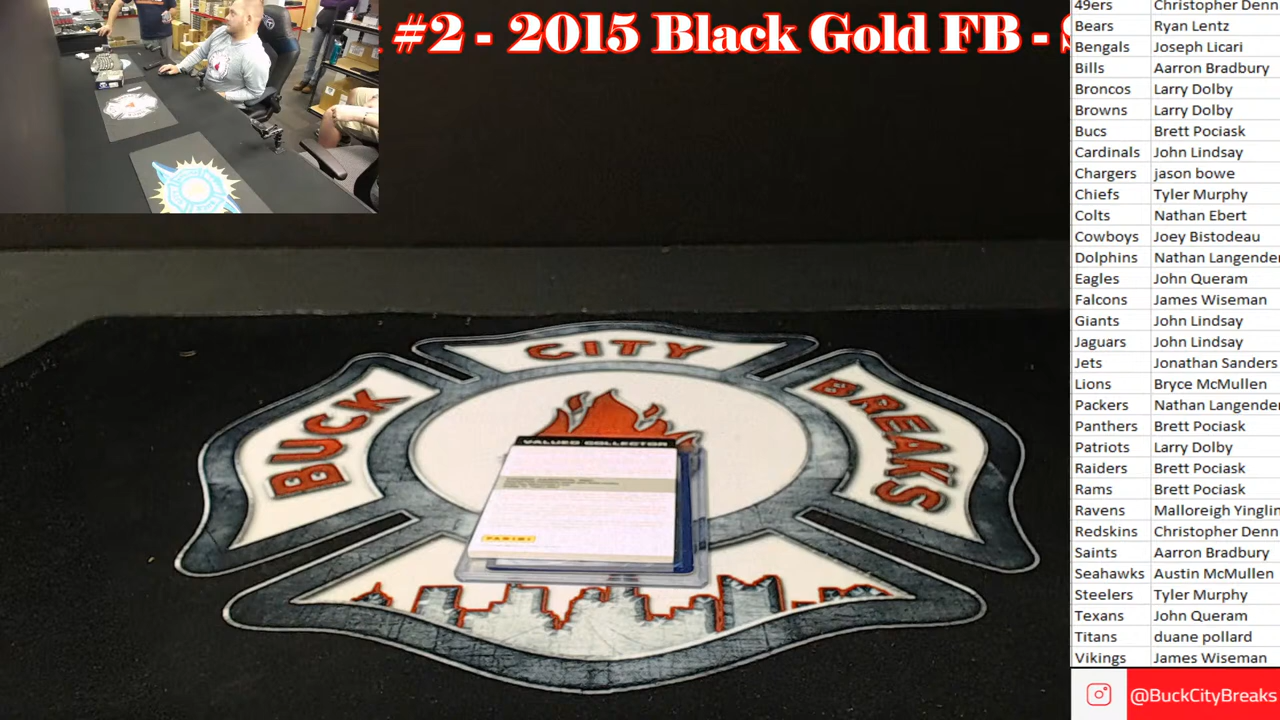 #2 - 2015 Black Gold FB -
49ers Christopher Denn
Bears Ryan Lentz
Bengals Joseph Licari
Bills Aarron Bradbury
Broncos Larry Dolby
Browns Larry Dolby
Bucs Brett Pociask
Cardinals John Lindsay
Chargers jason bowe
Chiefs Tyler Murphy
Colts Nathan Ebert
Cowboys Joey Bistodeau
Dolphins Nathan Langender
Eagles John Queram
Falcons James Wiseman
Giants John Lindsay
Jaguars John Lindsay
Jets Jonathan Sanders
Lions Bryce McMullen
Packers Nathan Langender
Panthers Brett Pociask
Patriots Larry Dolby
Raiders Brett Pociask
Rams Brett Pociask
Ravens Malloreigh Yinglin
Redskins Christopher Denn
Saints Aarron Bradbury
Seahawks Austin McMullen
Steelers Tyler Murphy
Texans John Queram
Titans duane pollard
Vikings James Wiseman
@BuckCityBreaks
BUCK CITY BREAKS
VALUED COLLECTOR
PANINI